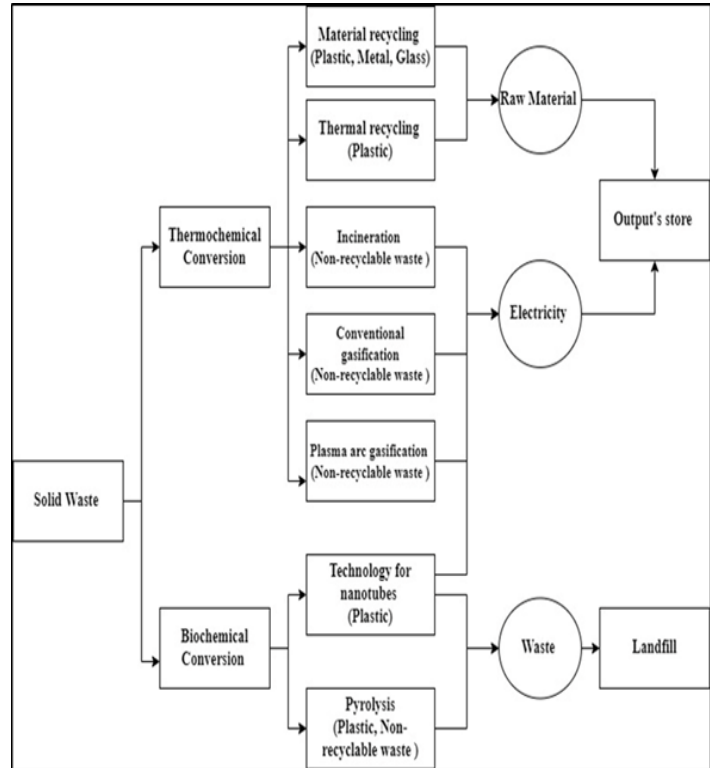 Material recycling
(Plastic, Metal, Glass)
Raw Material
Thermal recycling
(Plastic)
Output's store
Thermochemical
Conversion
Incineration
(Non-recyclable waste )
Electricity
Conventional
gasification
(Non-recyclable waste )
Plasma arc gasification
(Non-recyclable waste )
Solid Waste
Technology for
nanotubes
(Plastic)
Biochemical
Conversion
Waste
Landfill
Pyrolysis
(Plastic, Non-
recyclable waste )